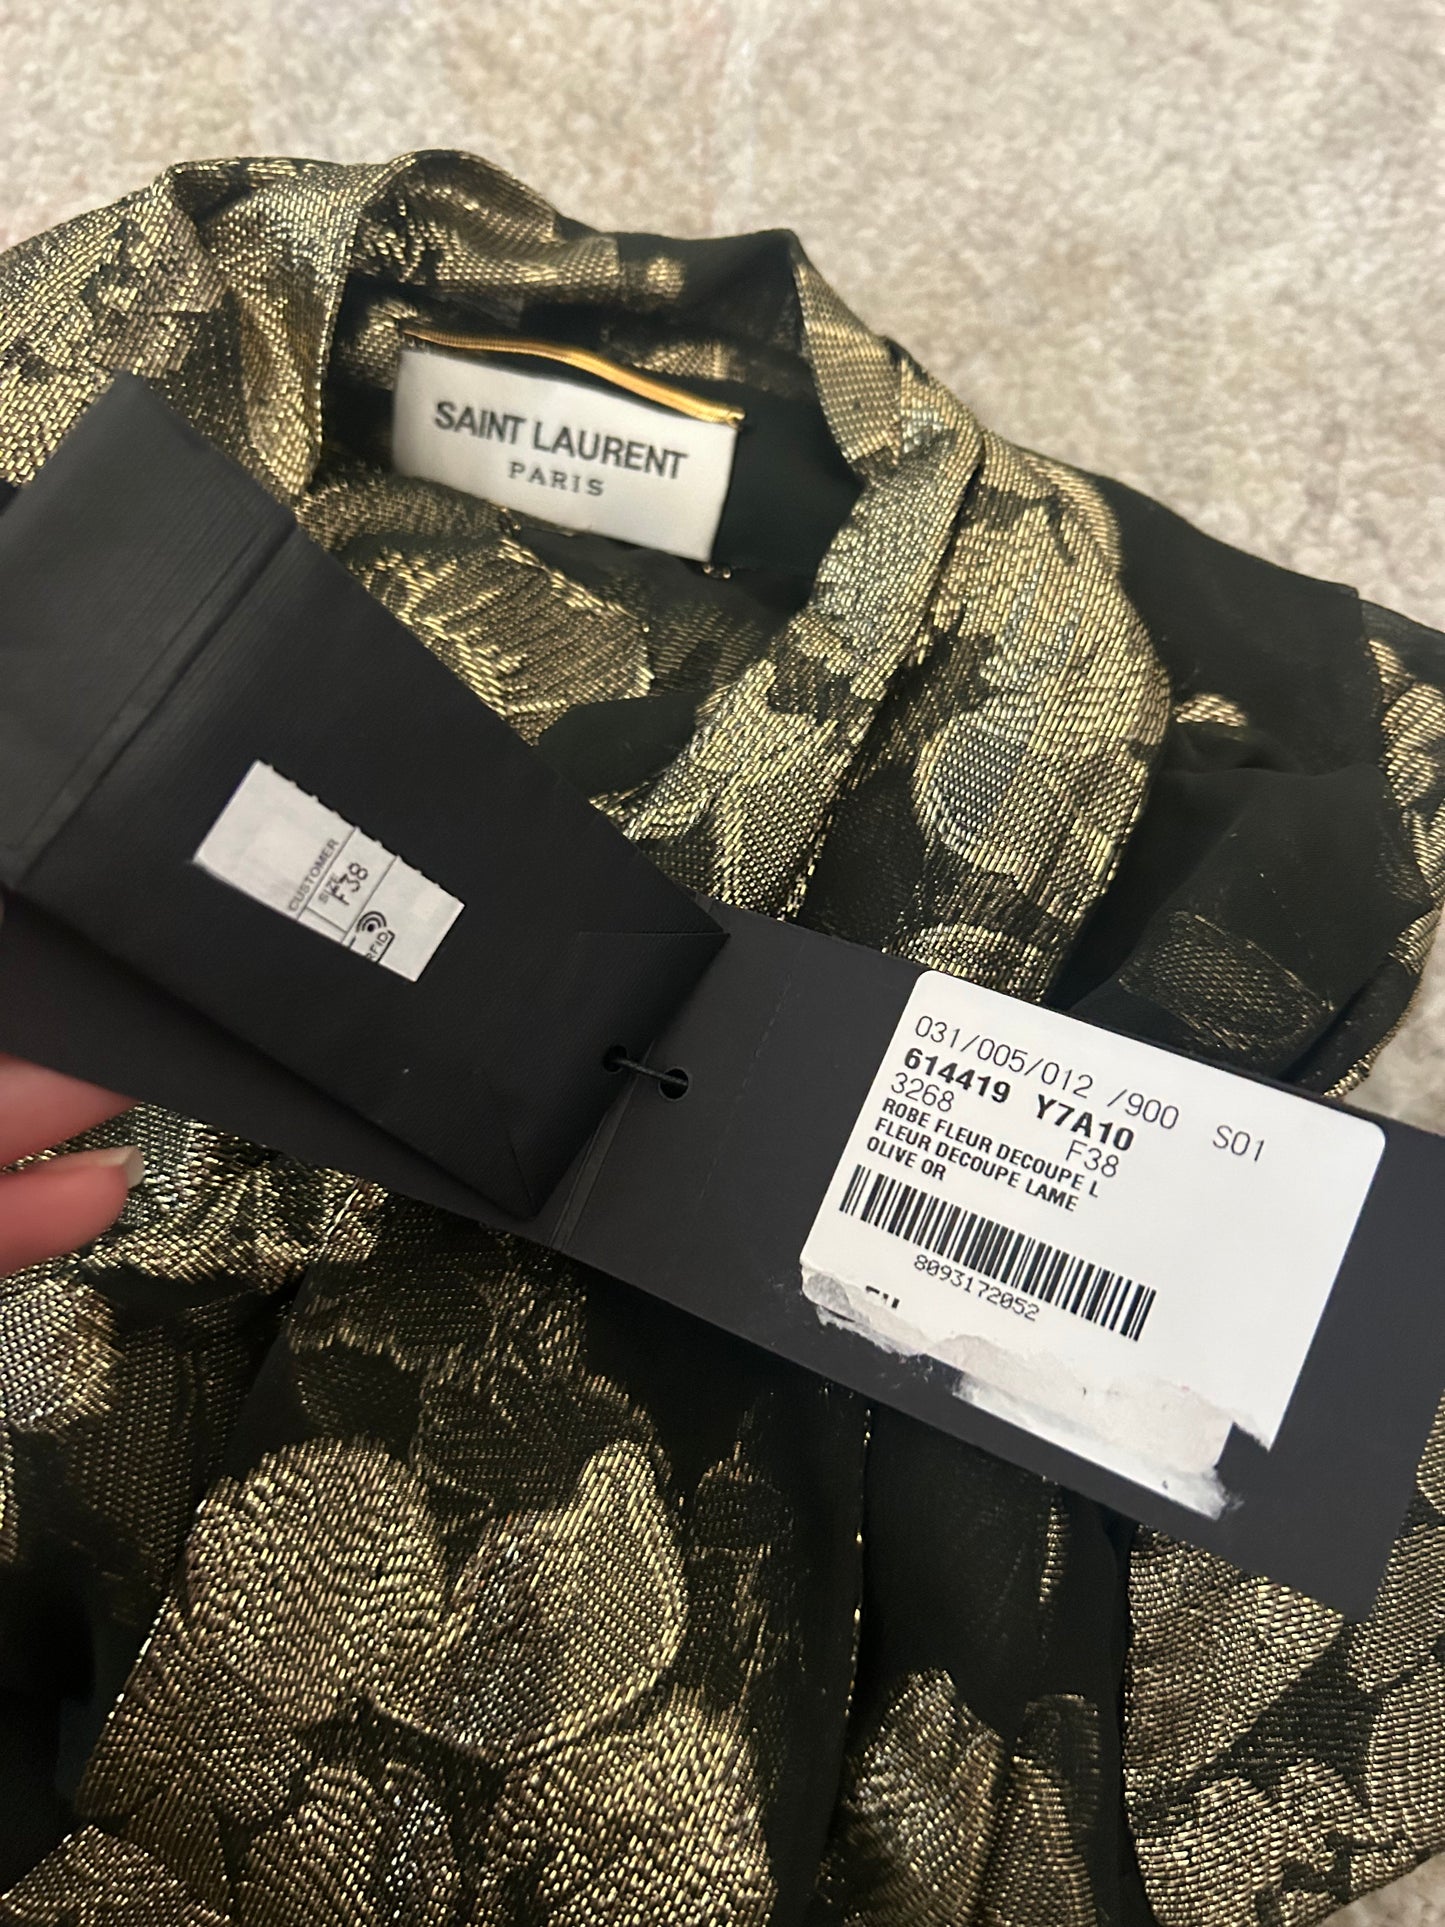 SAINT LAURENT
PARIS
CUSTOMER
SIZE
F38
RFID
031/005/012 /900 S01
614419 Y7A10
3268 F38
ROBE FLEUR DECOUPE L
FLEUR DECOUPE LAME
OLIVE OR
8093172052